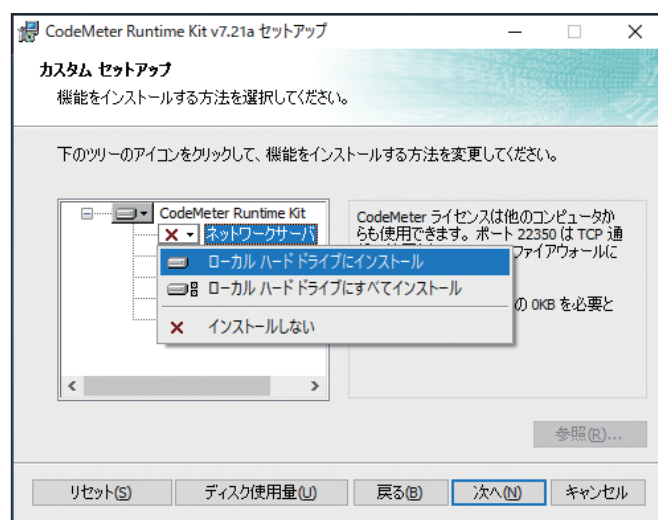 CodeMeter Runtime Kit v7.21a セットアップ
カスタム セットアップ
機能をインストールする方法を選択してください。
下のツリーのアイコンをクリックして、機能をインストールする方法を変更してください。
CodeMeter Runtime Kit
ネットワークサーバ
ローカル ハード ドライブにインストール
ローカル ハード ドライブにすべてインストール
インストールしない
CodeMeter ライセンスは他のコンピュータか
らも使用できます。ポート 22350 は TCP 通
ファイアウォールに
の 0KB を必要と
参照(R)...
リセット(S)
ディスク使用量(U)
戻る(B)
次へ(N)
キャンセル